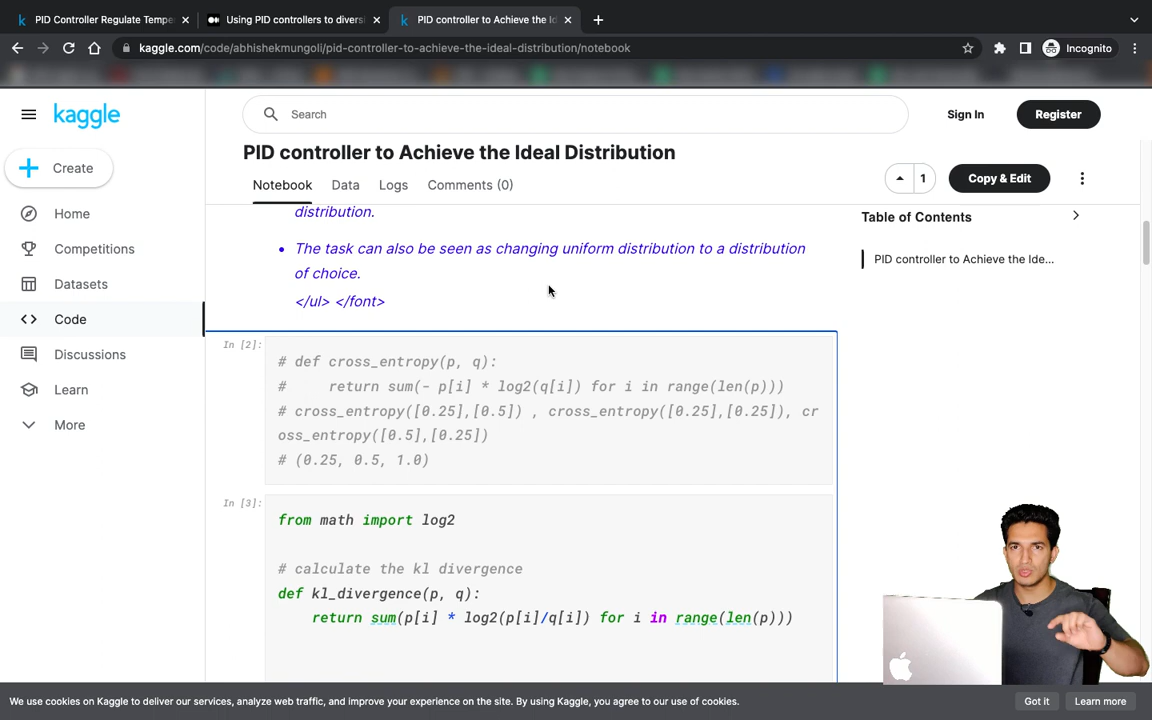 PID Controller Regulate Tempe
Using PID controllers to diversi
PID controller to Achieve the Id
kaggle.com/code/abhishekmungoli/pid-controller-to-achieve-the-ideal-distribution/notebook
Incognito
kaggle
Search
Sign In
Register
Create
Home
Competitions
Datasets
Code
Discussions
Learn
More
PID controller to Achieve the Ideal Distribution
Notebook Data Logs Comments (0)
1
Copy & Edit
distribution.
• The task can also be seen as changing uniform distribution to a distribution
of choice.
</ul> </font>
Table of Contents
PID controller to Achieve the Ide...
In [2]:
# def cross_entropy(p, q):
#     return sum(- p[i] * log2(q[i]) for i in range(len(p)))
# cross_entropy([0.25],[0.5]) , cross_entropy([0.25],[0.25]), cr
oss_entropy([0.5],[0.25])
# (0.25, 0.5, 1.0)
In [3]:
from math import log2
# calculate the kl divergence
def kl_divergence(p, q):
    return sum(p[i] * log2(p[i]/q[i]) for i in range(len(p)))
We use cookies on Kaggle to deliver our services, analyze web traffic, and improve your experience on the site. By using Kaggle, you agree to our use of cookies.
Got it
Learn more